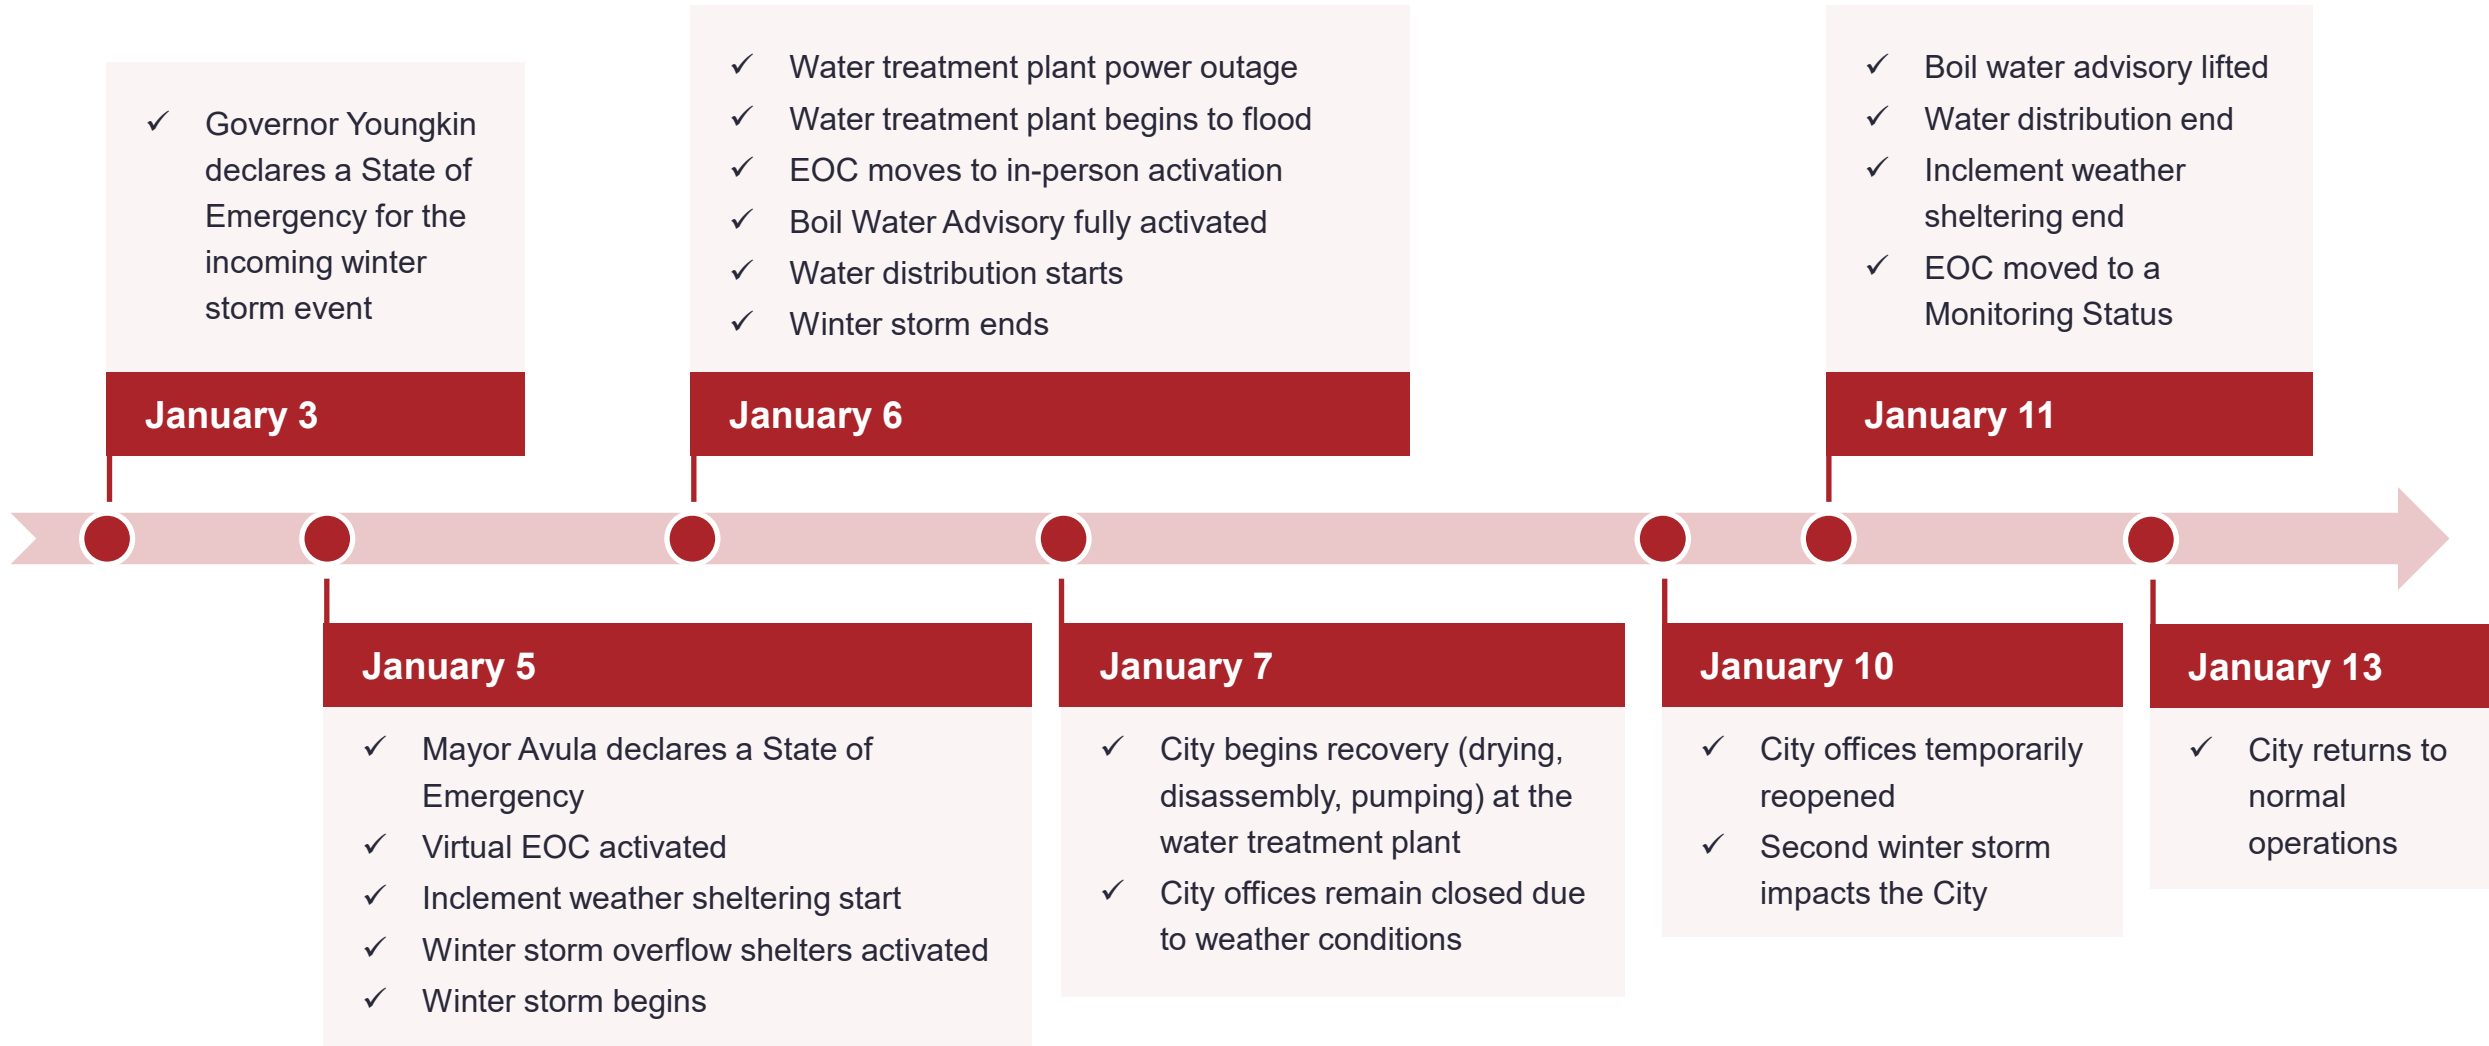 Governor Youngkin
declares a State of
Emergency for the
incoming winter
storm event
January 3
Mayor Avula declares a State of
Emergency
Virtual EOC activated
Inclement weather sheltering start
Winter storm overflow shelters activated
Winter storm begins
January 5
Water treatment plant power outage
Water treatment plant begins to flood
EOC moves to in-person activation
Boil Water Advisory fully activated
Water distribution starts
Winter storm ends
January 6
January 7
City begins recovery (drying,
disassembly, pumping) at the
water treatment plant
City offices remain closed due
to weather conditions
January 10
City offices temporarily
reopened
Second winter storm
impacts the City
Boil water advisory lifted
Water distribution end
Inclement weather
sheltering end
EOC moved to a
Monitoring Status
January 11
January 13
City returns to
normal
operations